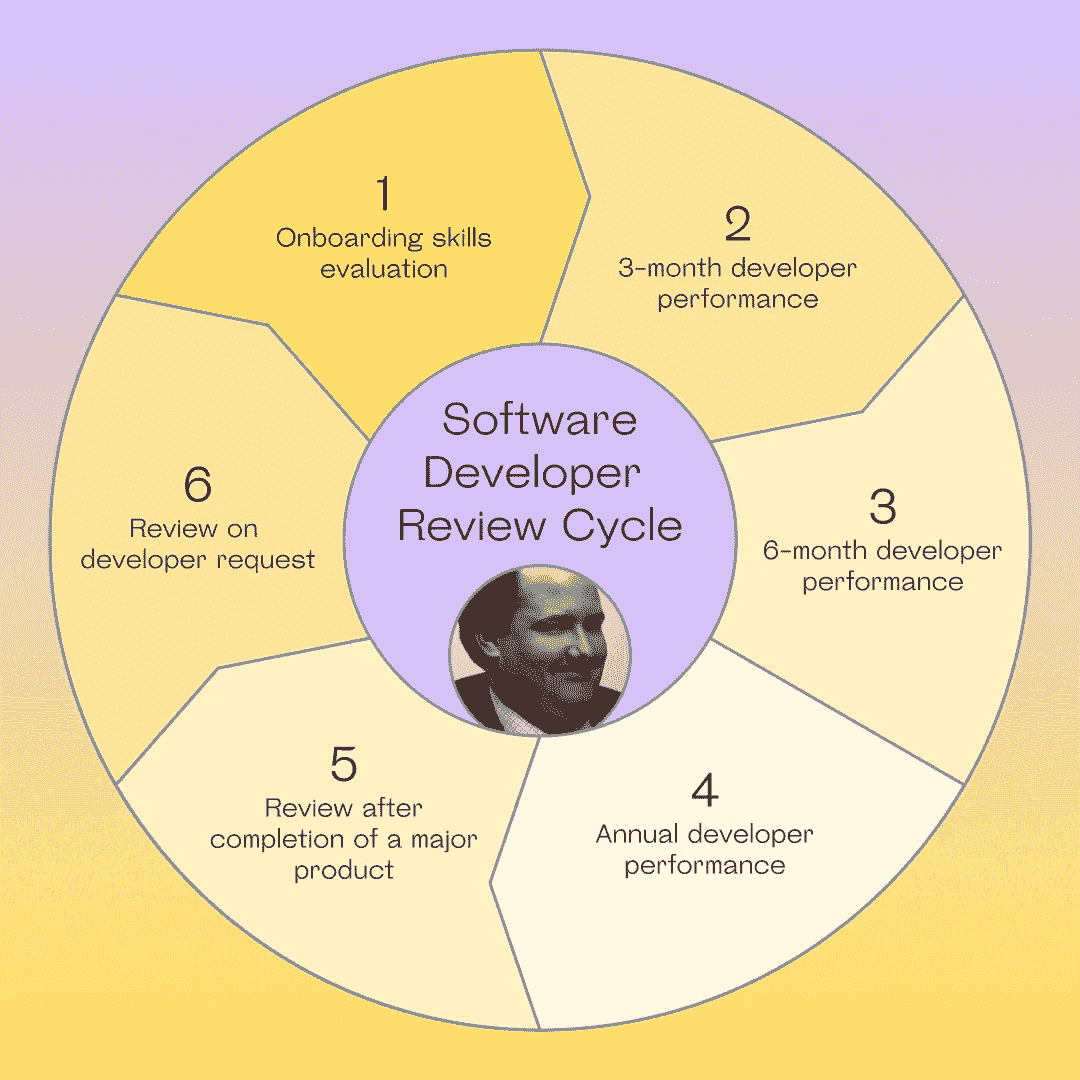 Software
Developer
Review Cycle
1
Onboarding skills
evaluation
2
3-month developer
performance
3
6-month developer
performance
4
Annual developer
performance
5
Review after
completion of a major
product
6
Review on
developer request